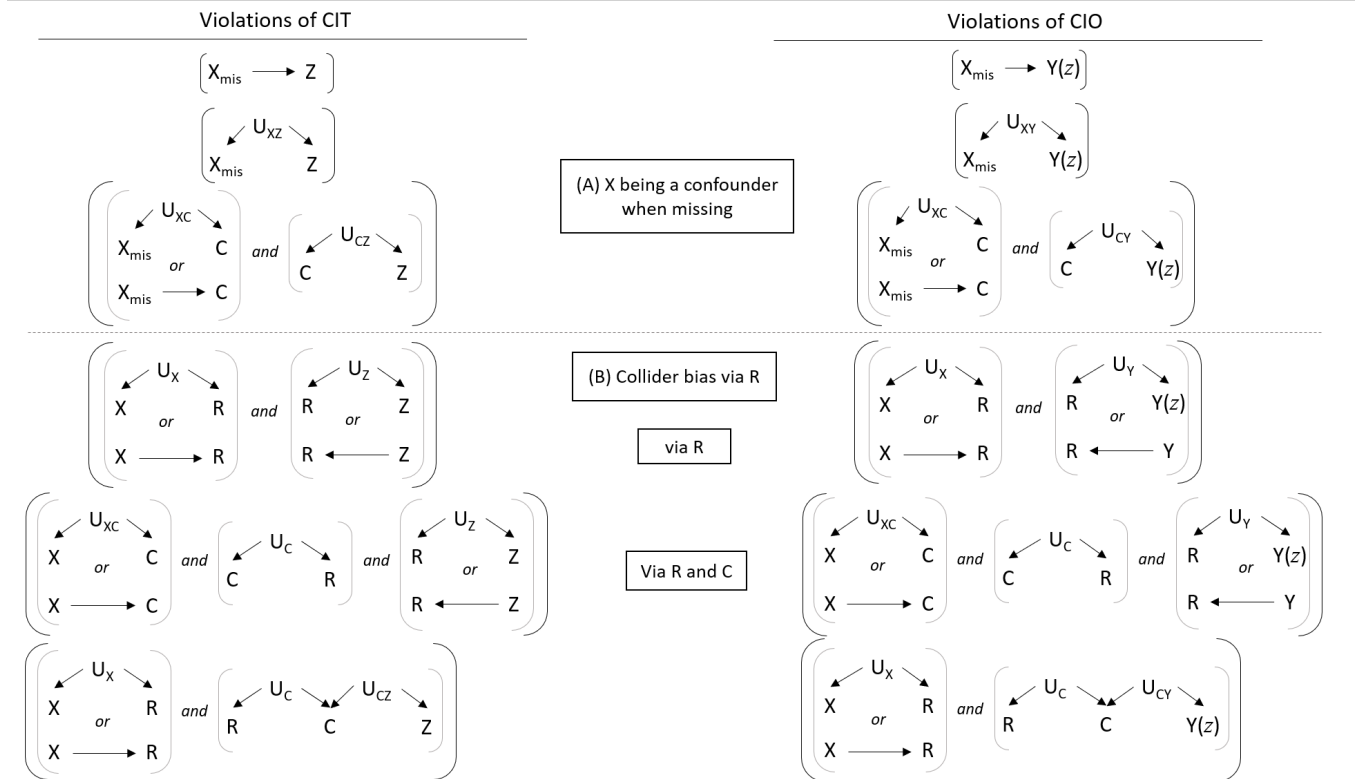 Violations of CIT
Violations of CIO
X_mis Z
X_mis Y(z)
U_XZ
X_mis Z
U_XY
X_mis Y(z)
(A) X being a confounder
when missing
U_XC
X_mis C
or
X_mis C
and
U_CZ
C Z
U_XC
X_mis C
or
X_mis C
and
U_CY
C Y(z)
(B) Collider bias via R
U_X
X R
or
X R
and
U_Z
R Z
or
R Z
U_X
X R
or
X R
and
U_Y
R Y(z)
or
R Y
via R
U_XC
X C
or
X C
and
U_C
C R
and
U_Z
R Z
or
R Z
Via R and C
U_XC
X C
or
X C
and
U_C
C R
and
U_Y
R Y(z)
or
R Y
U_X
X R
or
X R
and
U_C U_CZ
R C Z
U_X
X R
or
X R
and
U_C U_CY
R C Y(z)